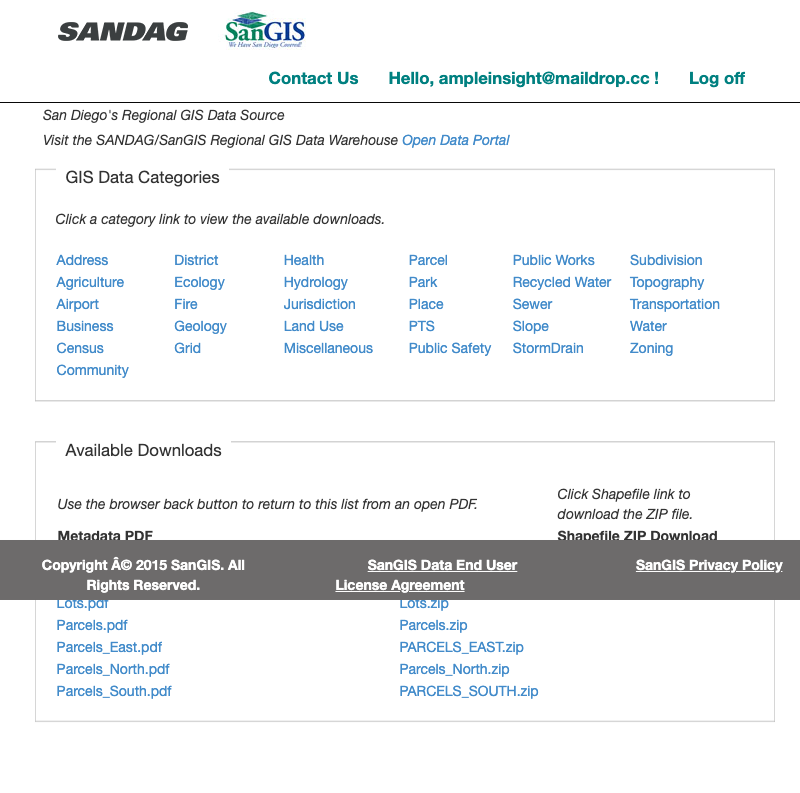 SANDAG
SanGIS
We Have San Diego Covered!
Contact Us Hello, ampleinsight@maildrop.cc ! Log off
San Diego's Regional GIS Data Source
Visit the SANDAG/SanGIS Regional GIS Data Warehouse Open Data Portal
GIS Data Categories
Click a category link to view the available downloads.
Address District Health Parcel Public Works Subdivision
Agriculture Ecology Hydrology Park Recycled Water Topography
Airport Fire Jurisdiction Place Sewer Transportation
Business Geology Land Use PTS Slope Water
Census Grid Miscellaneous Public Safety StormDrain Zoning
Community
Available Downloads
Use the browser back button to return to this list from an open PDF.
Click Shapefile link to
download the ZIP file.
Metadata PDF Shapefile ZIP Download
Copyright Â© 2015 SanGIS. All
Rights Reserved.
SanGIS Data End User
License Agreement
SanGIS Privacy Policy
Lots.pdf Lots.zip
Parcels.pdf Parcels.zip
Parcels_East.pdf PARCELS_EAST.zip
Parcels_North.pdf Parcels_North.zip
Parcels_South.pdf PARCELS_SOUTH.zip